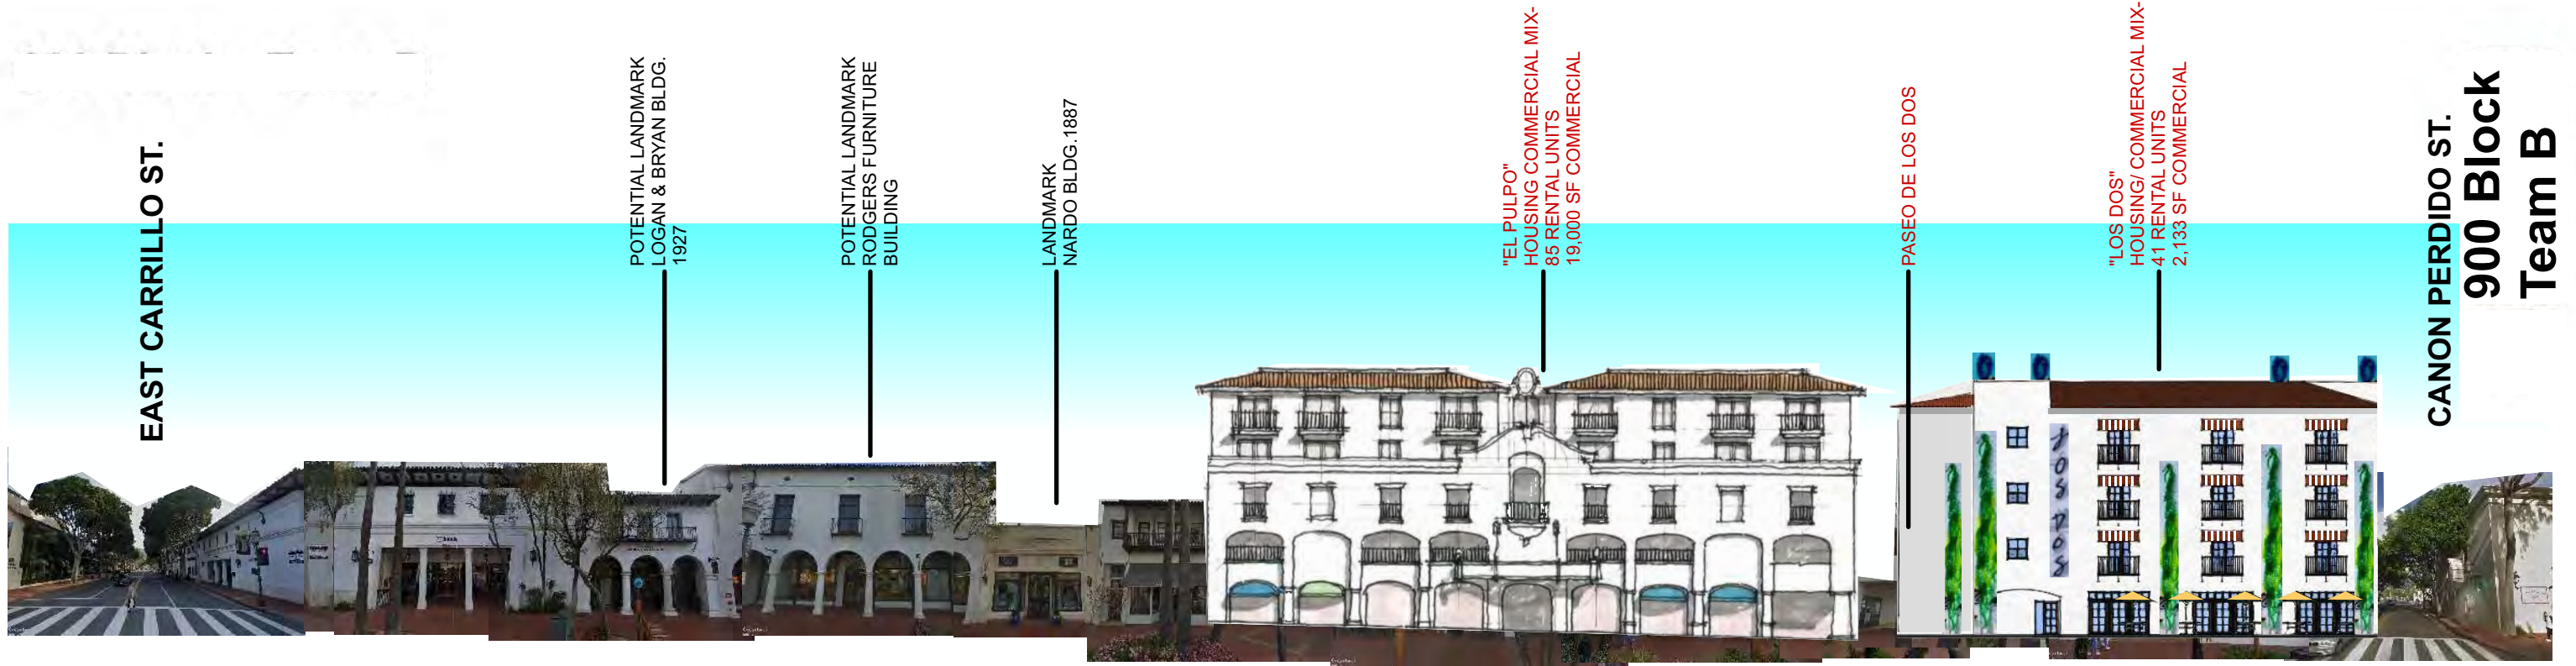 EAST CARRILLO ST.
POTENTIAL LANDMARK
LOGAN & BRYAN BLDG.
1927
POTENTIAL LANDMARK
RODGERS FURNITURE
BUILDING
LANDMARK
NARDO BLDG.1887
"EL PULPO"
HOUSING COMMERCIAL MIX-
85 RENTAL UNITS
19,000 SF COMMERCIAL
PASEO DE LOS DOS
"LOS DOS"
HOUSING/ COMMERCIAL MIX-
41 RENTAL UNITS
2,133 SF COMMERCIAL
CANON PERDIDO ST.
900 Block
Team B
LOS DOS